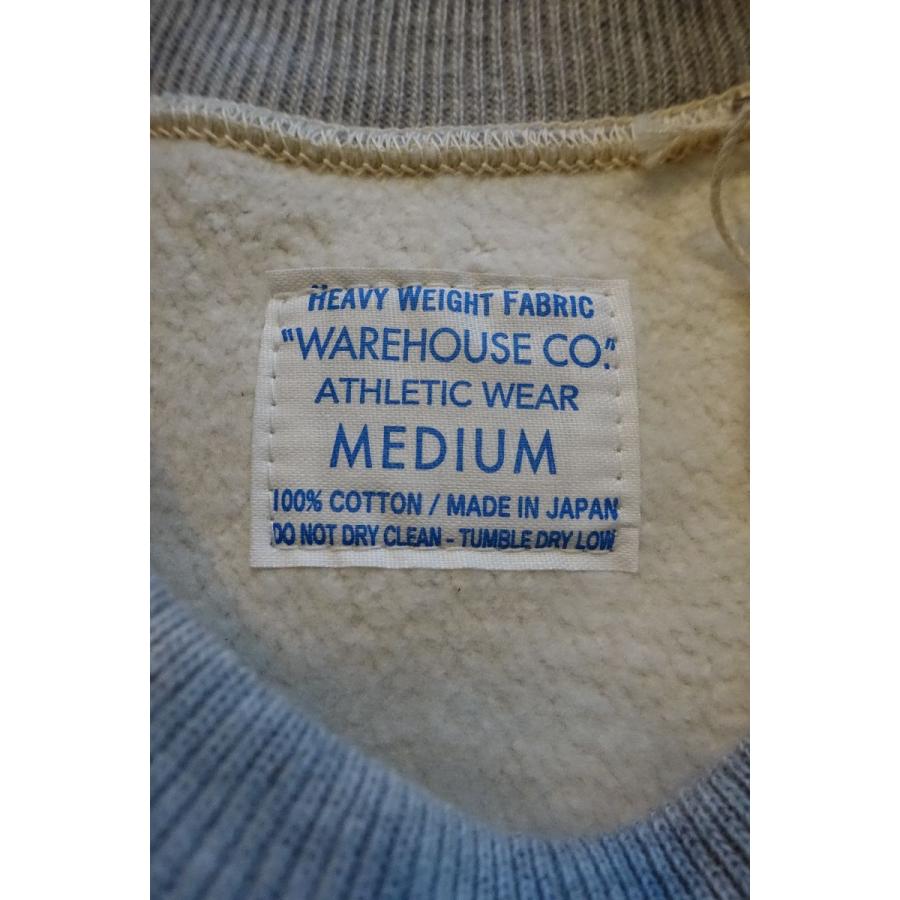 HEAVY WEIGHT FABRIC
"WAREHOUSE CO."
ATHLETIC WEAR
MEDIUM
100% COTTON / MADE IN JAPAN
DO NOT DRY CLEAN - TUMBLE DRY LOW